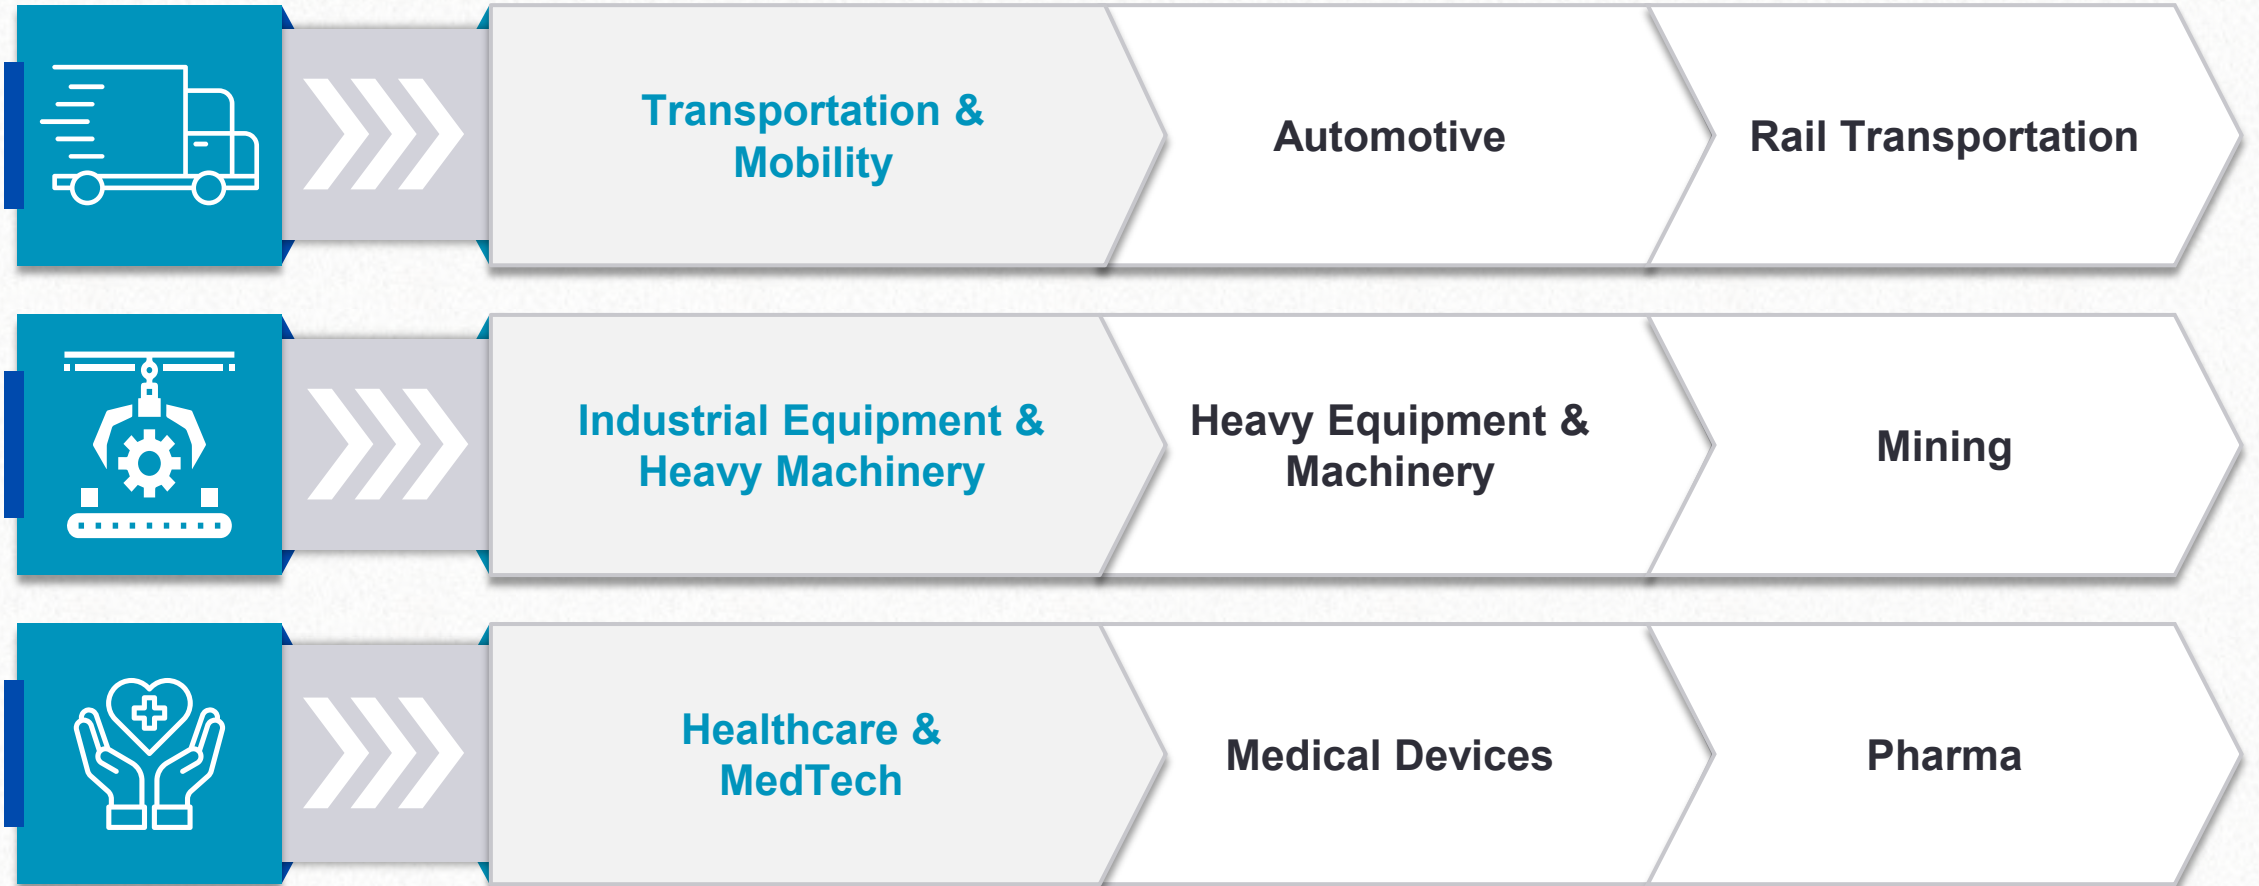 Transportation &
Mobility
Automotive
Rail Transportation
Industrial Equipment &
Heavy Machinery
Heavy Equipment &
Machinery
Mining
Healthcare &
MedTech
Medical Devices
Pharma